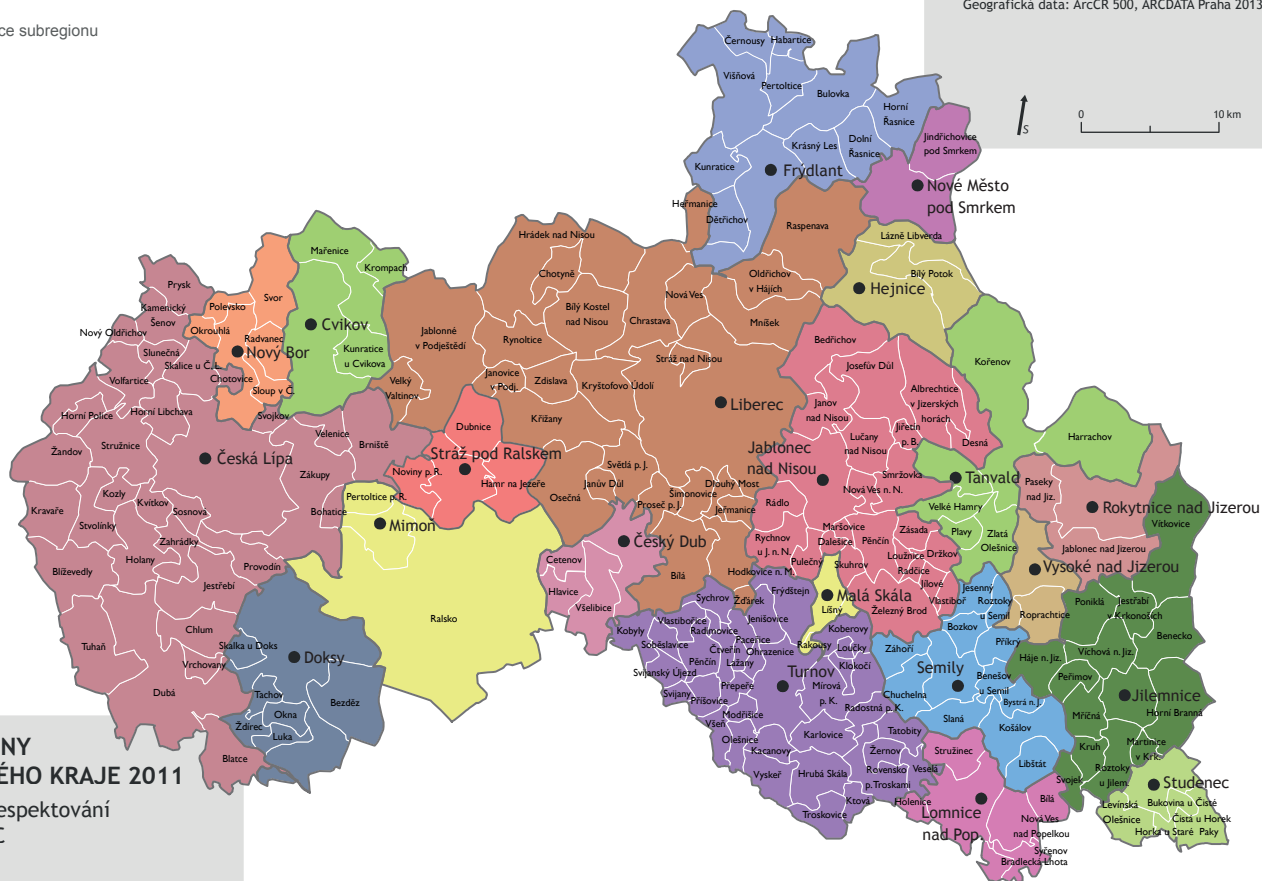 Geografická data: ArcCR 500, ARCDATA Praha 2013
ce subregionu
0
10 km
S
Černousy
Habartice
Višňová
Pertoltice
Bulovka
Horní
Řasnice
Jindřichovice
pod Smrkem
Krásný Les
Dolní
Řasnice
Kunratice
Frýdlant
Nové Město
pod Smrkem
Heřmanice
Dětřichov
Raspenava
Lázně Libverda
Bílý Potok
Hejnice
Oldřichov
v Hájích
Mníšek
Hrádek nad Nisou
Chotyně
Bílý Kostel
nad Nisou
Nová Ves
Chrastava
Rynoltice
Stráž nad Nisou
Jablonné
v Podještědí
Janovice
v Podj.
Zdislava
Kryštofovo Údolí
Velký
Valtinov
Křižany
Liberec
Mařenice
Krompach
Cvikov
Kunratice
u Cvikova
Prysk
Kamenický
Šenov
Nový Oldřichov
Polevsko
Svor
Okrouhlá
Radvanec
Nový Bor
Slunečná
Skalice u Č.L.
Chotovice
Sloup v Č.
Svojkov
Volfartice
Horní Police
Horní Libchava
Žandov
Stružnice
Česká Lípa
Velenice
Brniště
Zákupy
Bohatice
Kozly
Kvítkov
Sosnova
Kravaře
Stvolínky
Zahrádky
Holany
Blíževedly
Provodín
Jestřebí
Chlum
Tuhaň
Vrchovany
Dubá
Blatce
Dubnice
Stráž pod Ralskem
Noviny p. R.
Hamr na Jezeře
Pertoltice p. R.
Mimoň
Ralsko
Skalka u Doks
Doksy
Tachov
Bezděz
Okna
Ždírec
Luka
Světlá p. J.
Osečná
Janův Důl
Proseč p. J.
Šimonovice
Dlouhý Most
Jeřmanice
Český Dub
Cetenov
Hlavice
Všelibice
Bílá
Hodkovice n. M.
Žďárek
Bedřichov
Josefův Důl
Albrechtice
v Jizerských
horách
Janov
nad Nisou
Jiřetín
p. B.
Desná
Lučany
nad Nisou
Jablonec
nad Nisou
Smržovka
Nová Ves n. N.
Rádlo
Rychnov
u J. n. N.
Maršovice
Dalešice
Pěnčín
Zásada
Loužnice
Držkov
Radčice
Pulečný
Skuhrov
Jílové
Vlastiboř
Železný Brod
Kořenov
Harrachov
Tanvald
Velké Hamry
Plavy
Zlatá
Olešnice
Paseky
nad Jiz.
Rokytnice nad Jizerou
Jablonec nad Jizerou
Vítkovice
Vysoké nad Jizerou
Roprachtice
Malá Skála
Líšný
Rakousy
Frýdštejn
Sychrov
Jenišovice
Vlastibořice
Radimovice
Paceřice
Kobyly
Soběslavice
Čtveřín
Ohrazenice
Pěnčín
Lažany
Svijanský Újezd
Svijany
Příšovice
Přepeře
Turnov
Koberovy
Loučky
Klokočí
Mírová
p. K.
Radostná p. K.
Modřišice
Všeň
Olešnice
Kacanovy
Karlovice
Tatobity
Žernov
Vyskeř
Hrubá Skála
Rovensko
p. Troskami
Veselá
Ktová
Holenice
Troskovice
Jesenný
Roztoky
u Semil
Bozkov
Příkrý
Záhoří
Semily
Benešov
u Semil
Bystrá n. J.
Chuchelna
Slaná
Košálov
Libštát
Stružinec
Lomnice
nad Pop.
Bílá
Nová Ves
nad Popelkou
Syřenov
Bradlecká Lhota
Poniklá
Jestřabí
v Krkonoších
Benecko
Háje n. Jiz.
Víchová n. Jiz.
Peřimov
Jilemnice
Horní Branná
Mříčná
Kruh
Martinice
v Krk.
Roztoky
u Jilem.
Svojek
Studenec
Levínská
Olešnice
Bukovina u Čisté
Čistá u Horek
Horka u Staré Paky
NY
ÉHO KRAJE 2011
espektování
C